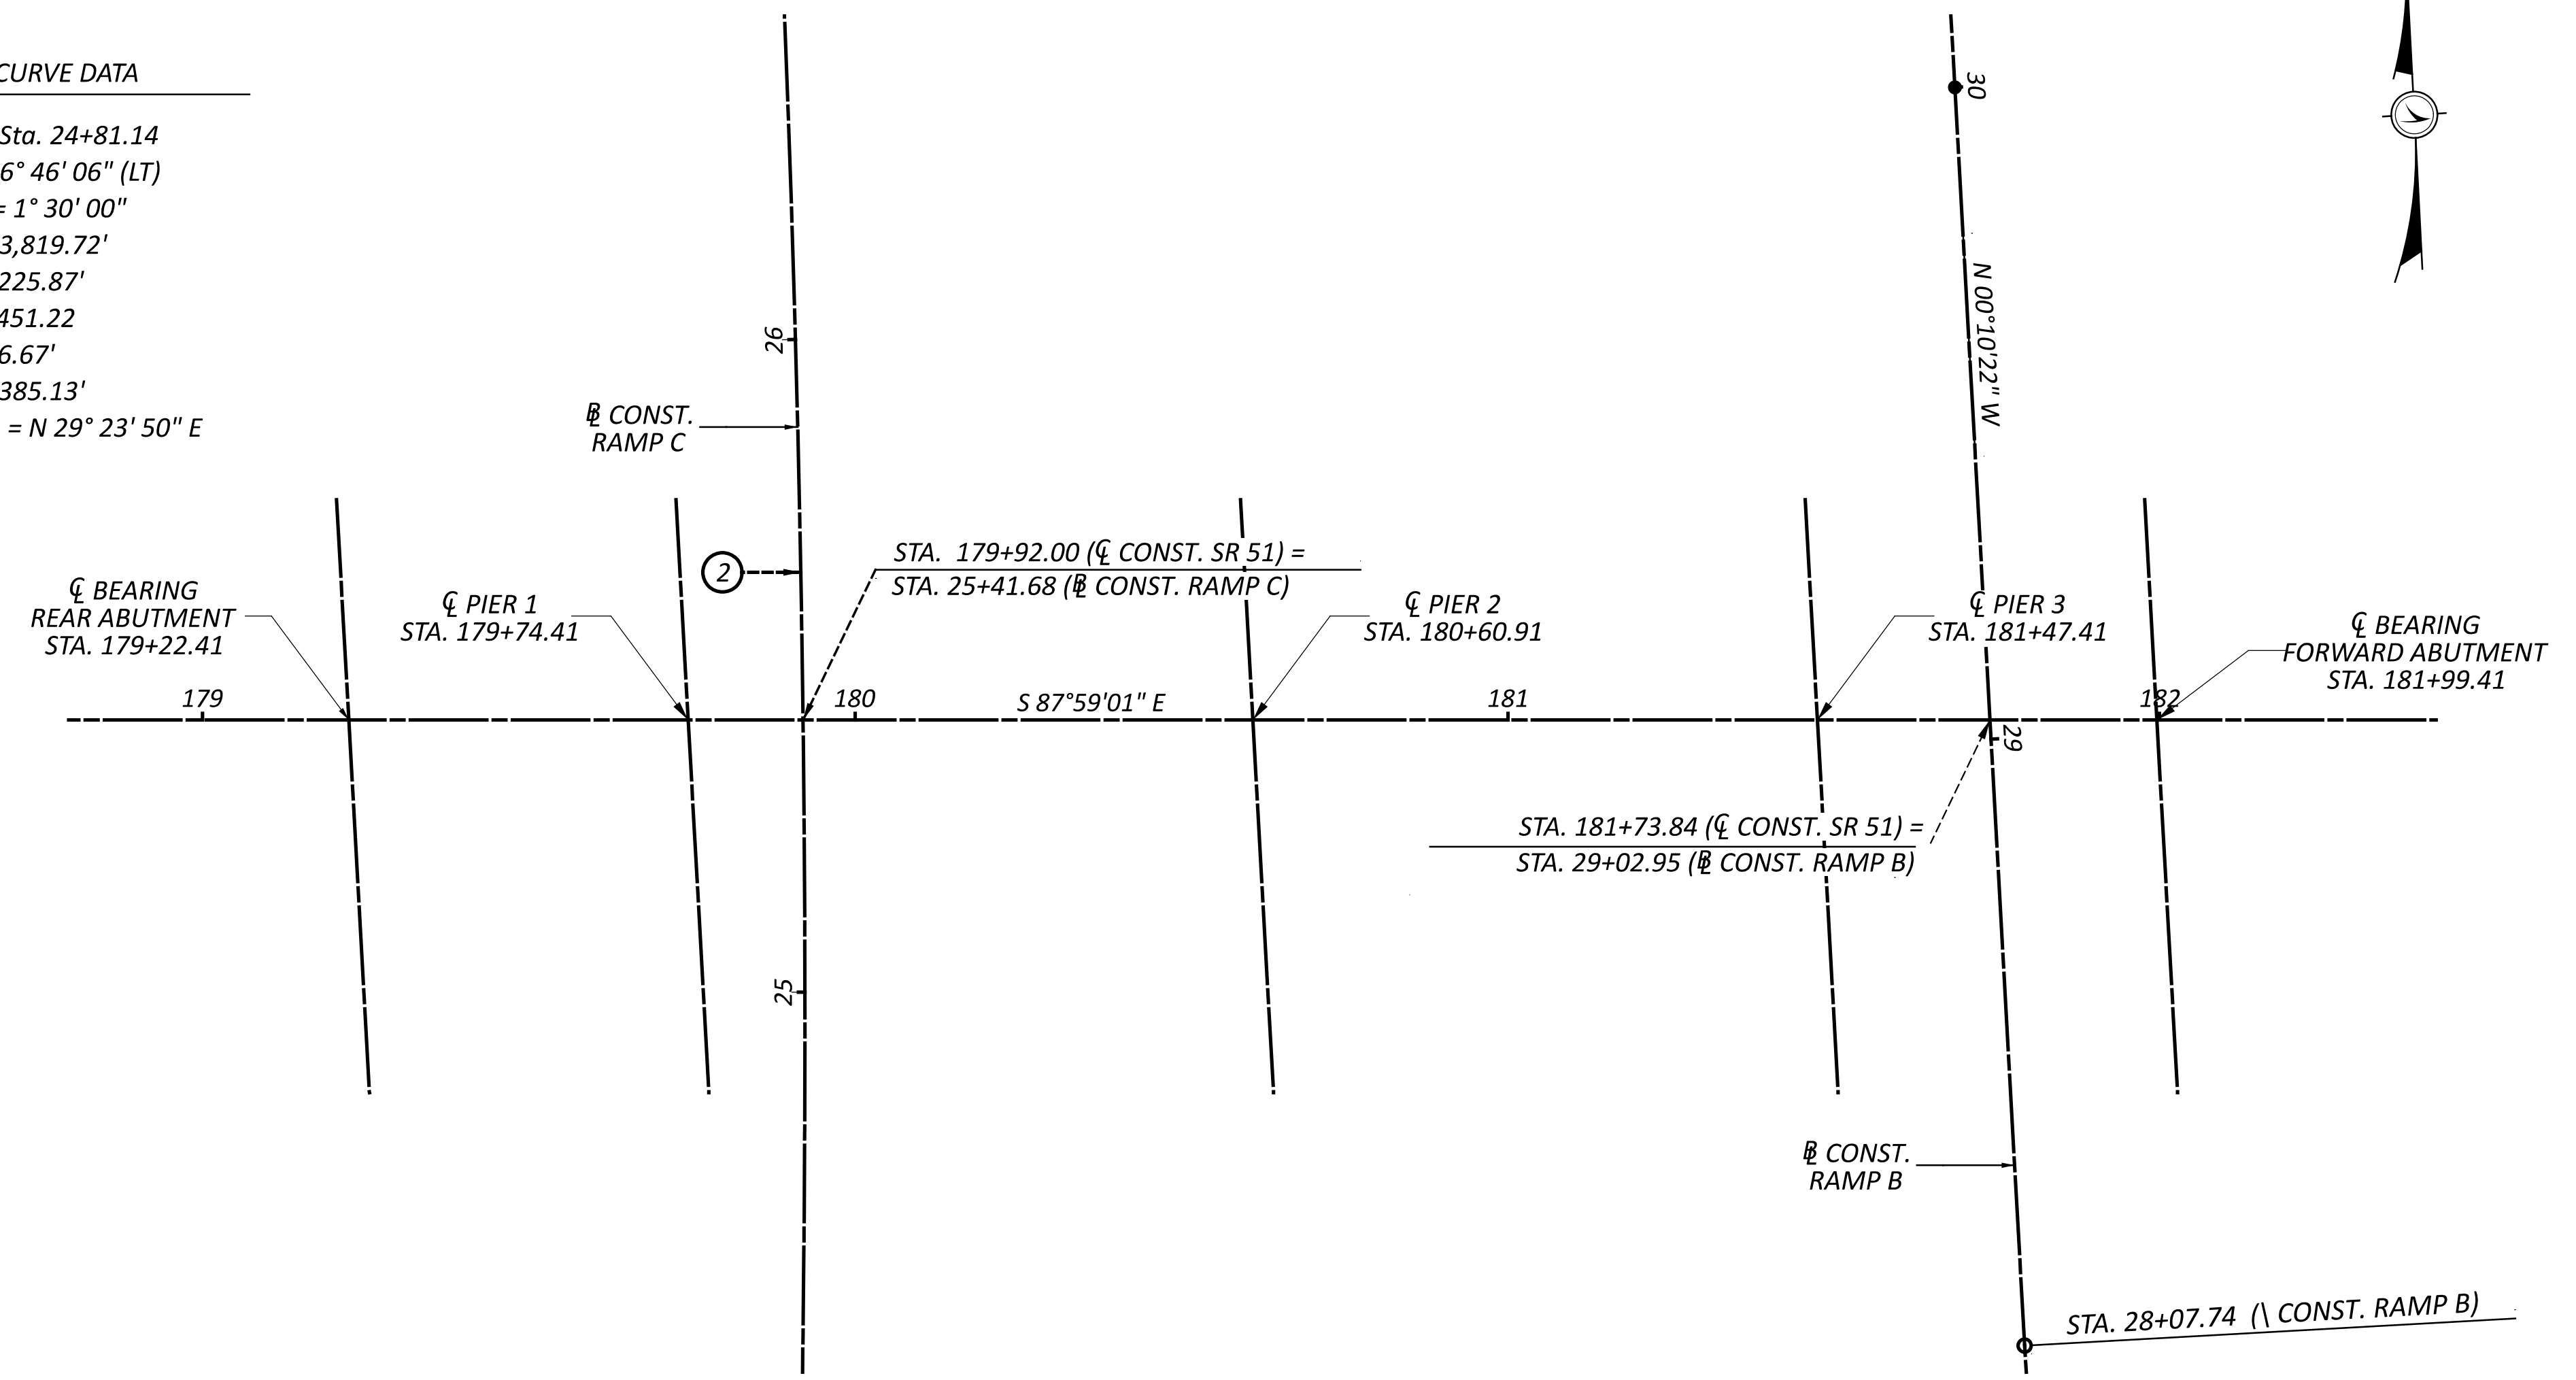 CURVE DATA
Sta. 24+81.14
6° 46' 06" (LT)
= 1° 30' 00"
3,819.72'
225.87'
451.22
6.67'
385.13'
= N 29° 23' 50" E
30
N 00°10'22" W
26
℄ CONST.
RAMP C
2
STA. 179+92.00 (℄ CONST. SR 51) =
STA. 25+41.68 (BL CONST. RAMP C)
℄ BEARING
REAR ABUTMENT
STA. 179+22.41
℄ PIER 1
STA. 179+74.41
℄ PIER 2
STA. 180+60.91
℄ PIER 3
STA. 181+47.41
℄ BEARING
FORWARD ABUTMENT
STA. 181+99.41
179
180
S 87°59'01" E
181
182
29
STA. 181+73.84 (℄ CONST. SR 51) =
STA. 29+02.95 (BL CONST. RAMP B)
25
BL CONST.
RAMP B
STA. 28+07.74 (\ CONST. RAMP B)